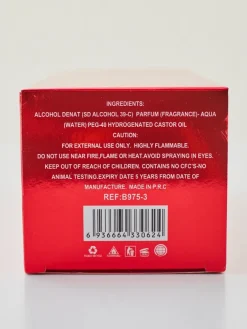 INGREDIENTS:
ALCOHOL DENAT (SD ALCOHOL 39-C) PARFUM (FRAGRANCE)- AQUA
(WATER) PEG-40 HYDROGENATED CASTOR OIL
CAUTION:
FOR EXTERNAL USE ONLY. HIGHLY FLAMMABLE.
DO NOT USE NEAR FIRE,FLAME OR HEAT.AVOID SPRAYING IN EYES.
KEEP OUT OF REACH OF CHILDREN. CONTAINS NO CFC'S-NO
ANIMAL TESTING.EXPIRY DATE 5 YEARS FROM DATE OF
MANUFACTURE. MADE IN P.R.C
REF:B975-3
6 936664 330624